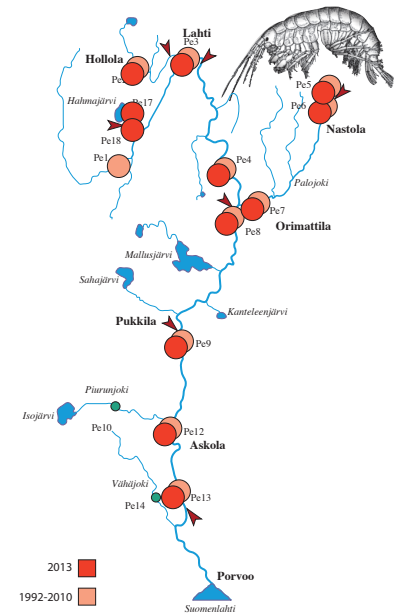 Lahti
Pe3
Hollola
Pe2
Hahmajärvi
Pe17
Pe18
Pe1
Pe5
Pe6
Nastola
Pe4
Palojoki
Pe7
Orimattila
Pe8
Mallusjärvi
Sahajärvi
Kanteleenjärvi
Pukkila
Pe9
Piurunjoki
Isojärvi
Pe10
Pe12
Askola
Vähäjoki
Pe13
Pe14
2013
1992-2010
Porvoo
Suomenlahti